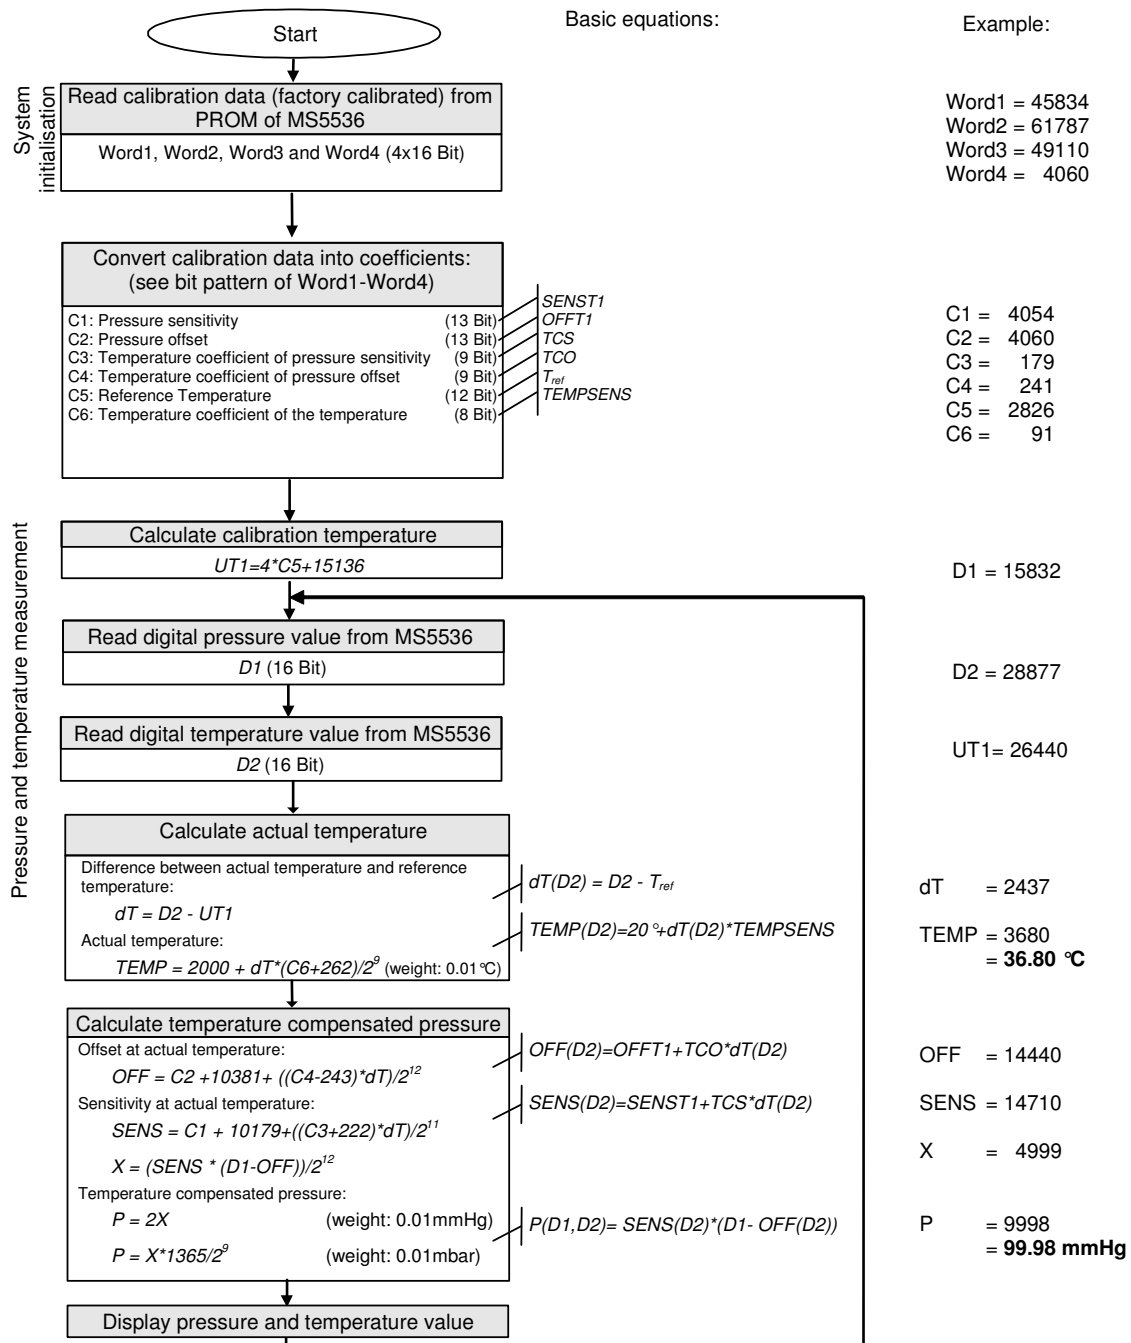 Basic equations:
Example:
Start
System
initialisation
Read calibration data (factory calibrated) from
PROM of MS5536
Word1, Word2, Word3 and Word4 (4x16 Bit)
Word1 = 45834
Word2 = 61787
Word3 = 49110
Word4 = 4060
Convert calibration data into coefficients:
(see bit pattern of Word1-Word4)
C1: Pressure sensitivity (13 Bit) SENST1
C2: Pressure offset (13 Bit) OFFT1
C3: Temperature coefficient of pressure sensitivity (9 Bit) TCS
C4: Temperature coefficient of pressure offset (9 Bit) TCO
C5: Reference Temperature (12 Bit) Tref
C6: Temperature coefficient of the temperature (8 Bit) TEMPSENS
C1 = 4054
C2 = 4060
C3 = 179
C4 = 241
C5 = 2826
C6 = 91
Pressure and temperature measurement
Calculate calibration temperature
UT1=4*C5+15136
D1 = 15832
Read digital pressure value from MS5536
D1 (16 Bit)
D2 = 28877
Read digital temperature value from MS5536
D2 (16 Bit)
UT1= 26440
Calculate actual temperature
Difference between actual temperature and reference
temperature:
dT = D2 - UT1
dT(D2) = D2 - Tref
dT = 2437
Actual temperature:
TEMP = 2000 + dT*(C6+262)/2^9 (weight: 0.01°C)
TEMP(D2)=20°+dT(D2)*TEMPSENS
TEMP = 3680
= 36.80 °C
Calculate temperature compensated pressure
Offset at actual temperature:
OFF = C2 +10381+ ((C4-243)*dT)/2^12
OFF(D2)=OFFT1+TCO*dT(D2)
OFF = 14440
Sensitivity at actual temperature:
SENS = C1 + 10179+((C3+222)*dT)/2^11
SENS(D2)=SENST1+TCS*dT(D2)
SENS = 14710
X = (SENS * (D1-OFF))/2^12
X = 4999
Temperature compensated pressure:
P = 2X (weight: 0.01mmHg)
P = X*1365/2^9 (weight: 0.01mbar)
P(D1,D2)= SENS(D2)*(D1- OFF(D2))
P = 9998
= 99.98 mmHg
Display pressure and temperature value